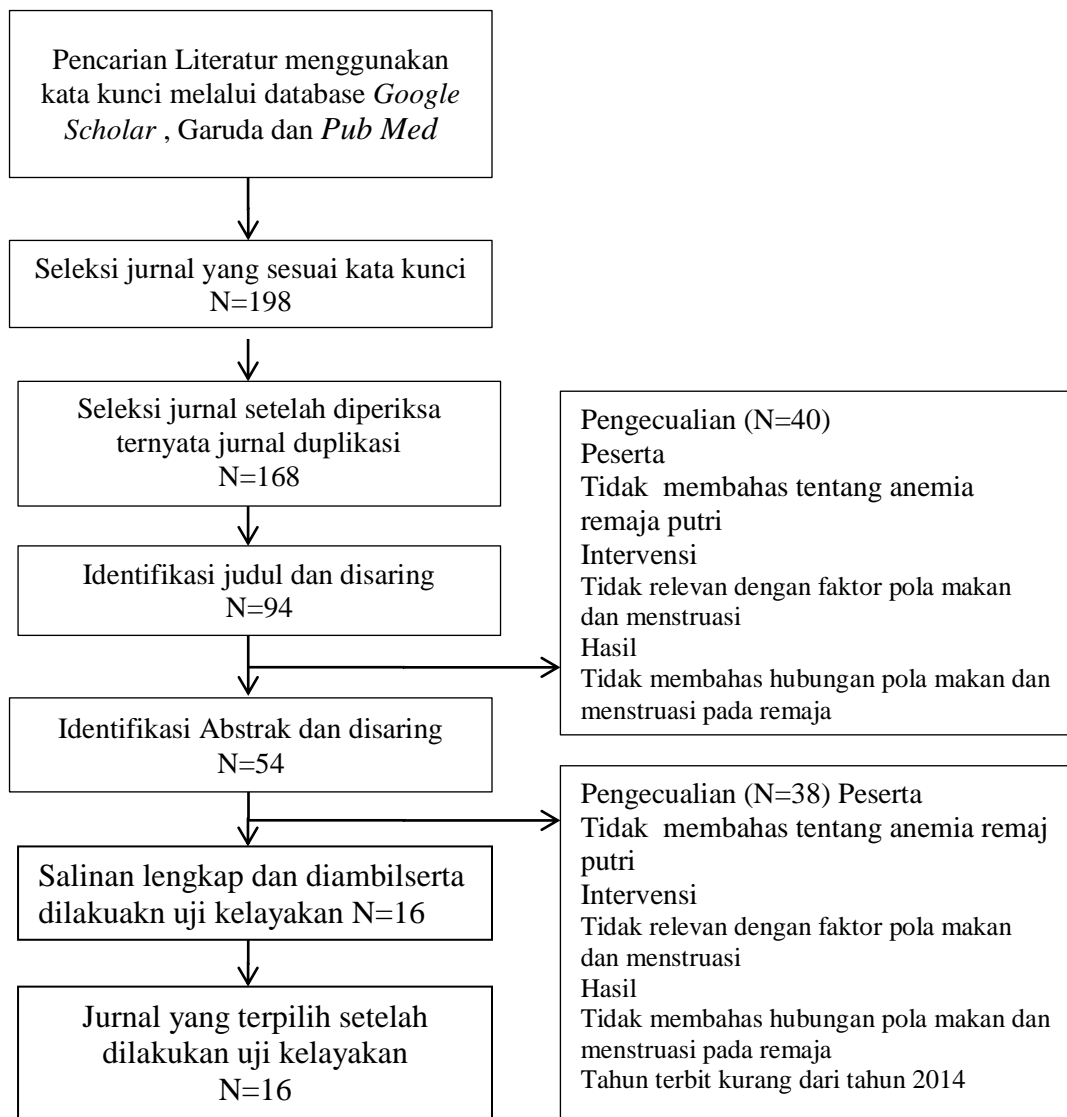 Pencarian Literatur menggunakan
kata kunci melalui database Google
Scholar , Garuda dan Pub Med
Seleksi jurnal yang sesuai kata kunci
N=198
Seleksi jurnal setelah diperiksa
ternyata jurnal duplikasi
N=168
Identifikasi judul dan disaring
N=94
Pengecualian (N=40)
Peserta
Tidak membahas tentang anemia
remaja putri
Intervensi
Tidak relevan dengan faktor pola makan
dan menstruasi
Hasil
Tidak membahas hubungan pola makan dan
menstruasi pada remaja
Identifikasi Abstrak dan disaring
N=54
Pengecualian (N=38) Peserta
Tidak membahas tentang anemia remaj
putri
Intervensi
Tidak relevan dengan faktor pola makan
dan menstruasi
Hasil
Tidak membahas hubungan pola makan dan
menstruasi pada remaja
Tahun terbit kurang dari tahun 2014
Salinan lengkap dan diambilserta
dilakuakn uji kelayakan N=16
Jurnal yang terpilih setelah
dilakukan uji kelayakan
N=16